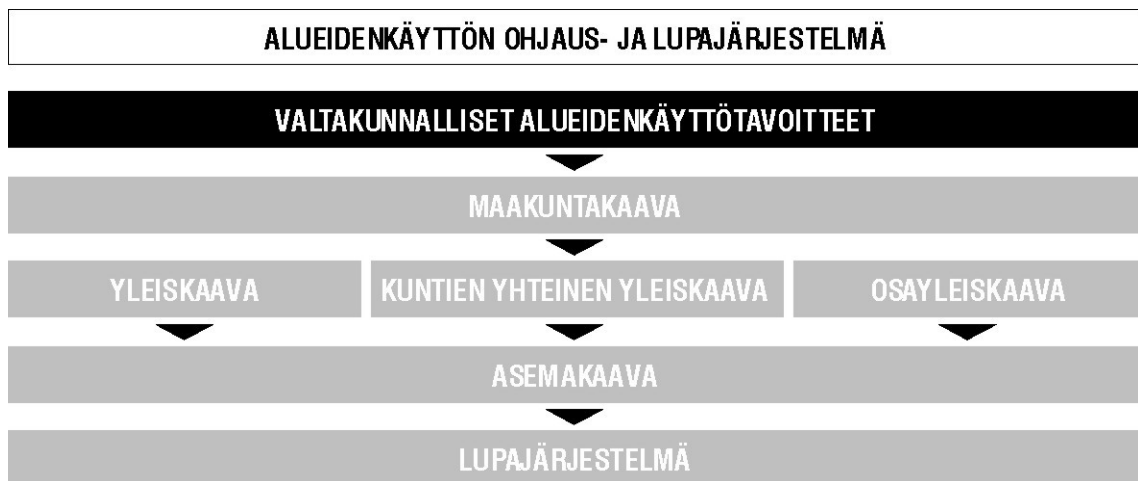 ALUEIDENKÄYTTÖN OHJAUS- JA LUPAJÄRJESTELMÄ
VALTAKUNNALLISET ALUEIDENKÄYTTÖTAVOITTEET
MAAKUNTAKAAVA
YLEISKAAVA
KUNTIEN YHTEINEN YLEISKAAVA
OSAYLEISKAAVA
ASEMAKAAVA
LUPAJÄRJESTELMÄ